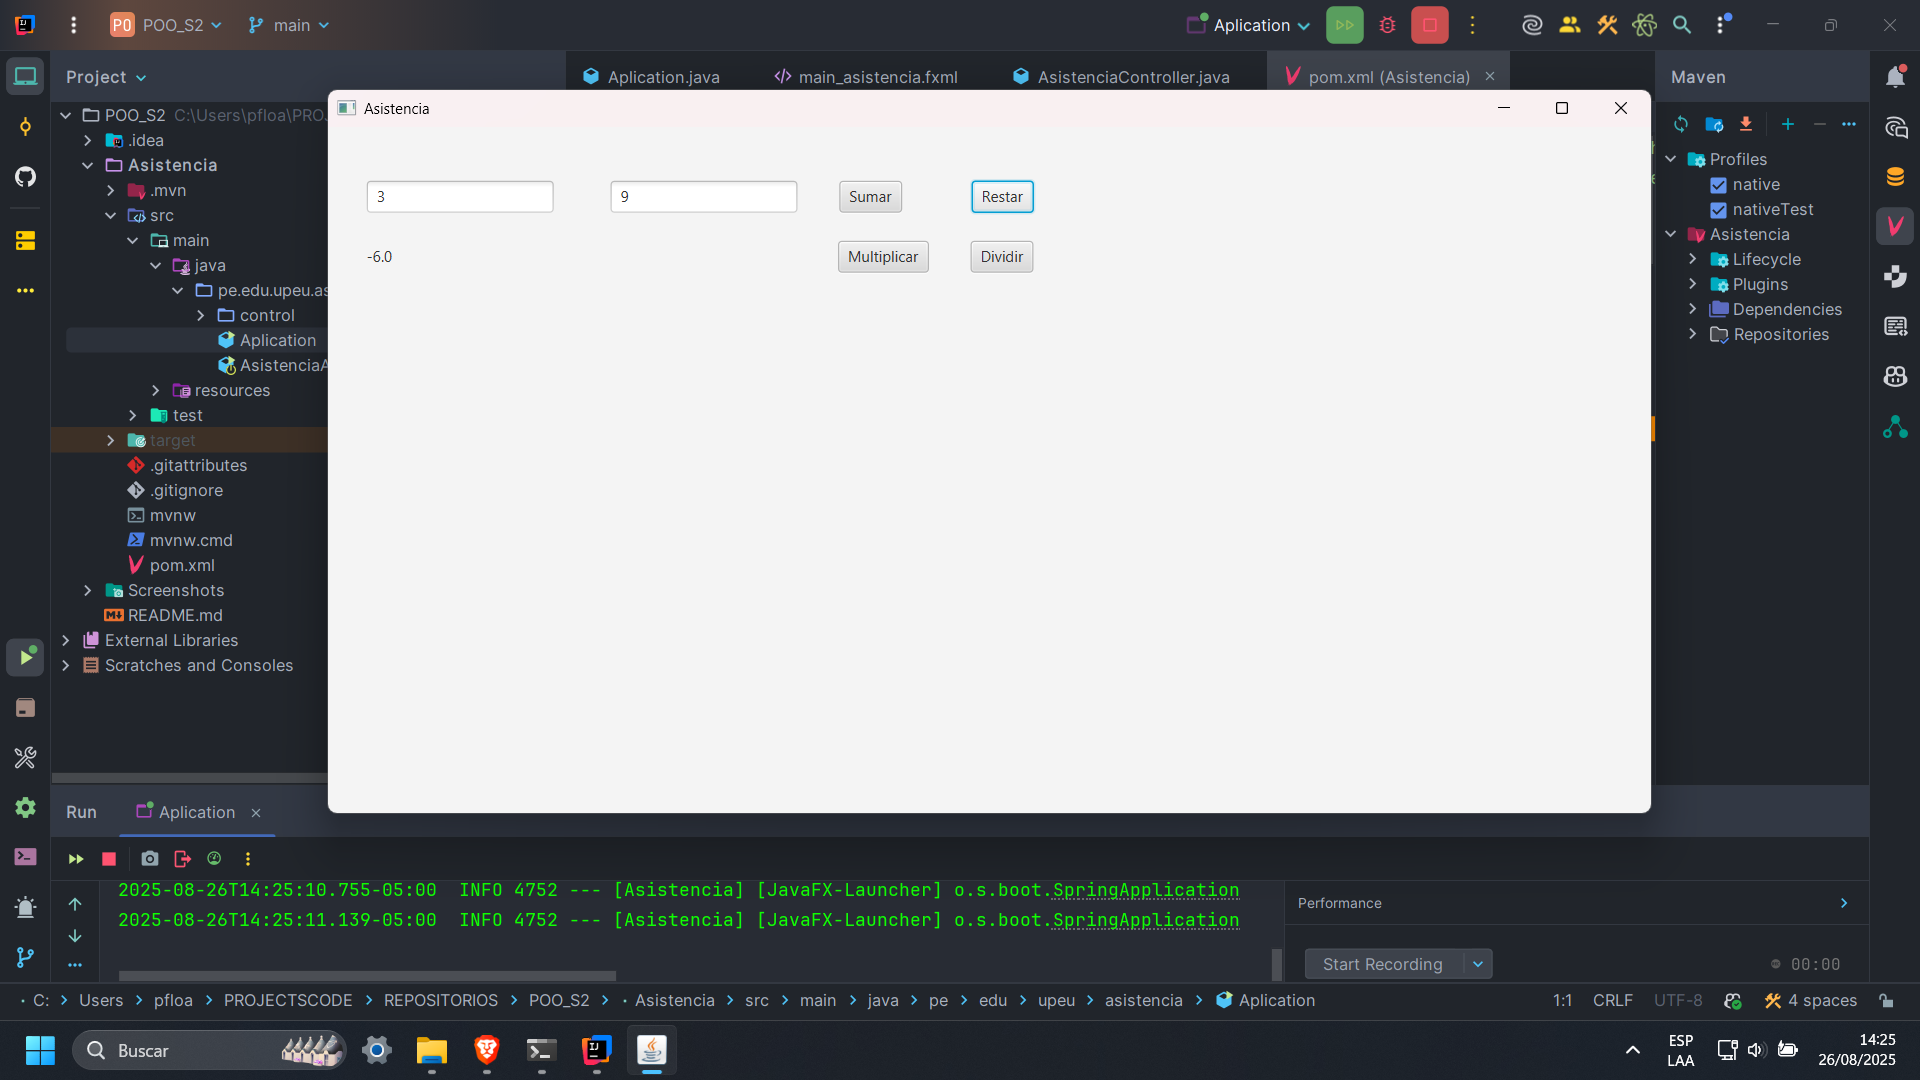 PO POO_S2 main Aplication
Project Aplication.java main_asistencia.fxml AsistenciaController.java pom.xml (Asistencia) Maven
Asistencia
POO_S2 C:\Users\pfloa\PRO
.idea
Asistencia
.mvn
src
main
java
pe.edu.upeu.as
control
Aplication
AsistenciaA
resources
test
target
.gitattributes
.gitignore
mvnw
mvnw.cmd
pom.xml
Screenshots
README.md
External Libraries
Scratches and Consoles
3 9 Sumar Restar
-6.0 Multiplicar Dividir
Profiles
native
nativeTest
Asistencia
Lifecycle
Plugins
Dependencies
Repositories
Run Aplication
2025-08-26T14:25:10.755-05:00 INFO 4752 --- [Asistencia] [JavaFX-Launcher] o.s.boot.SpringApplication
2025-08-26T14:25:11.139-05:00 INFO 4752 --- [Asistencia] [JavaFX-Launcher] o.s.boot.SpringApplication
Performance
Start Recording 00:00
C: > Users > pfloa > PROJECTSCODE > REPOSITORIOS > POO_S2 > Asistencia > src > main > java > pe > edu > upeu > asistencia > Aplication 1:1 CRLF UTF-8 4 spaces
Buscar
ESP
LAA
14:25
26/08/2025